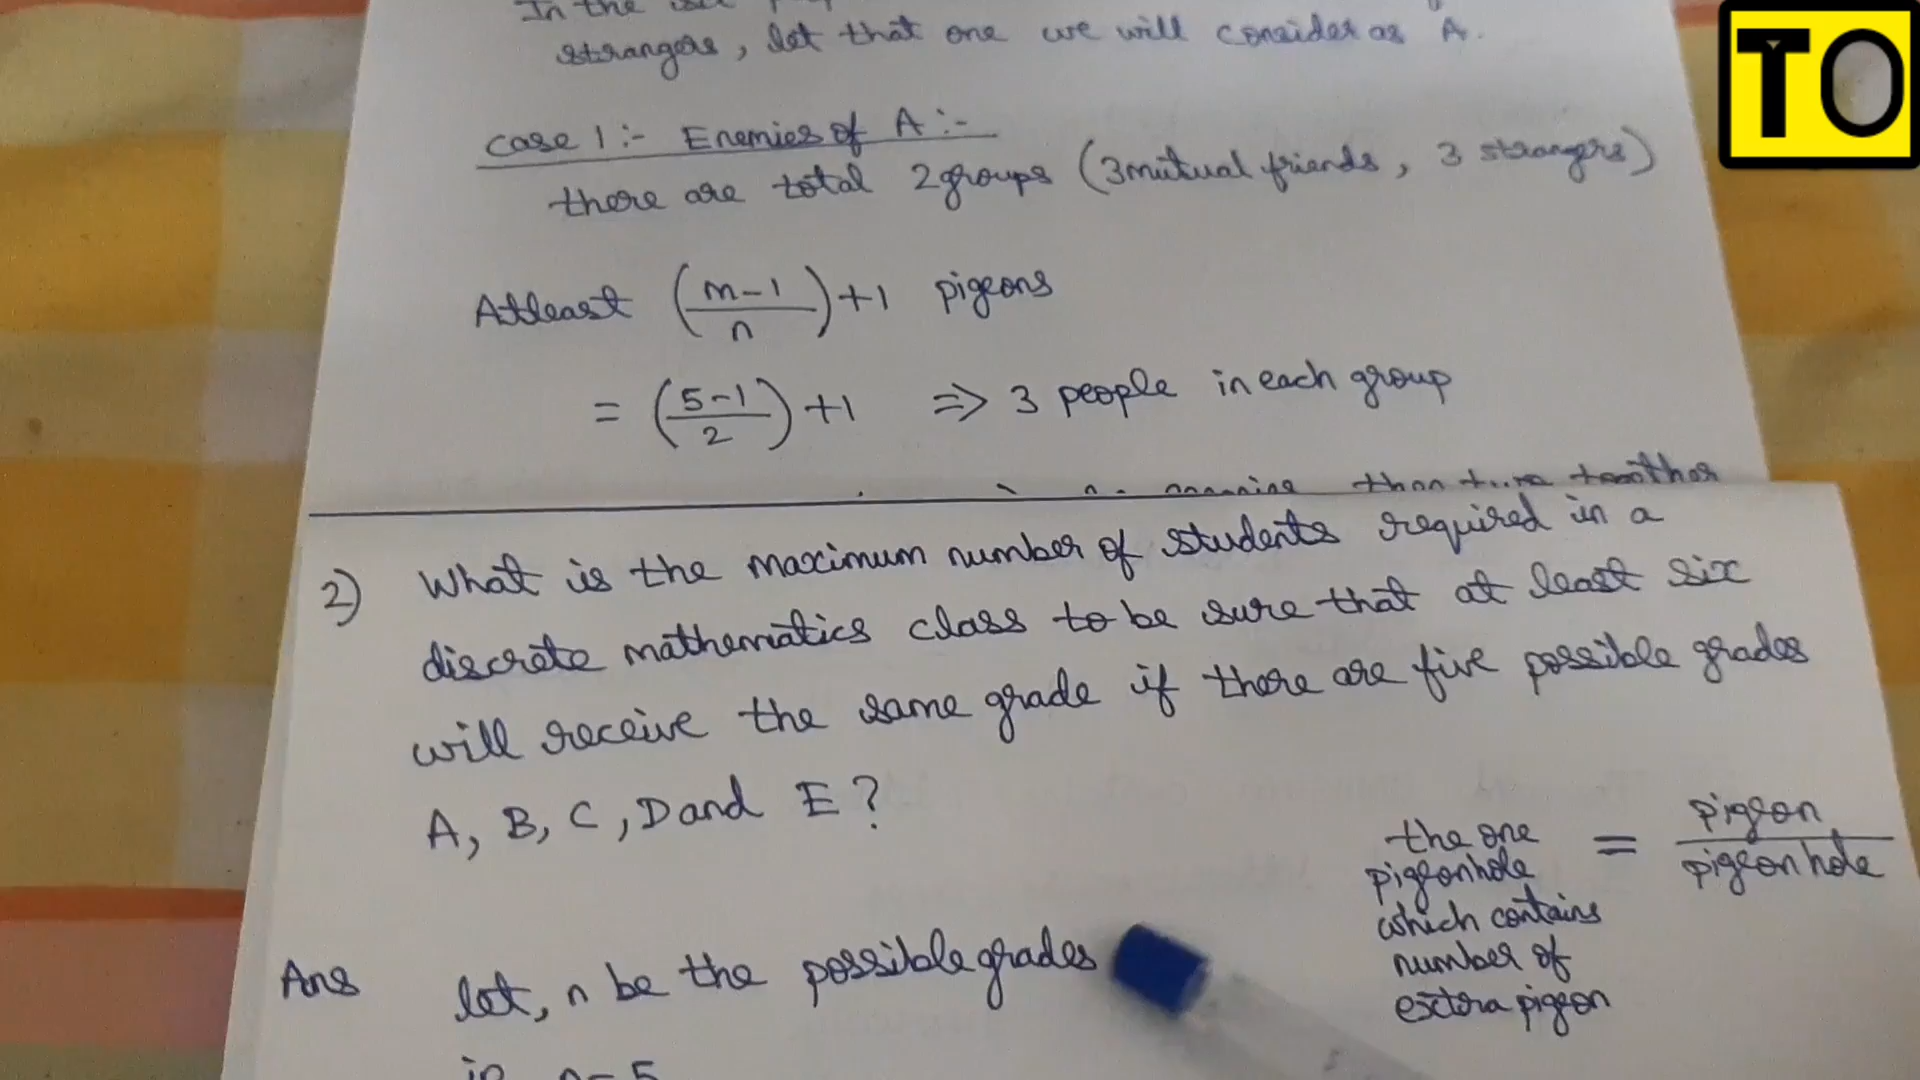 In the
strangers, let that one we will consider as A.
case 1:- Enemies of A:-
there are total 2 groups (3 mutual friends, 3 strangers)
Atleast (m-1/n)+1 pigeons
= (5-1/2)+1 => 3 people in each group
2) What is the maximum number of students required in a
discrete mathematics class to be sure that at least six
will receive the same grade if there are five possible grades
A, B, C, D and E?
the one pigeonhole which contains number of extra pigeon = pigeon/pigeonhole
Ans let, n be the possible grades
ie n=5
TO